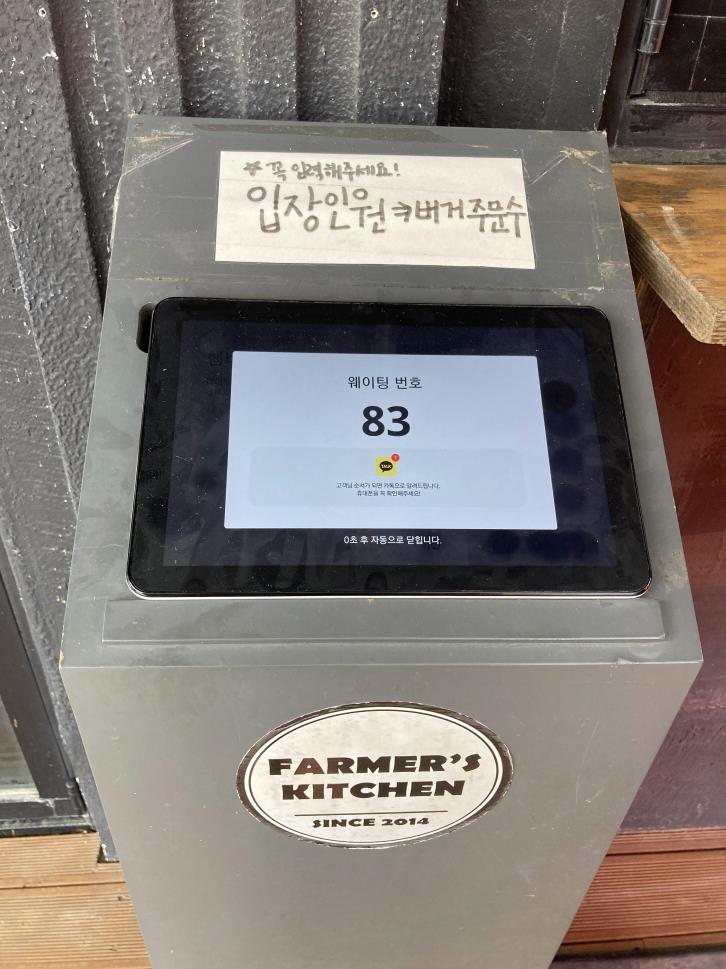 ☆ 꼭 입력해주세요!
입장인원 ㅋ버거 주문수
웨이팅 번호
83
TALK
1
고객님 순서가 되면 카톡으로 알려드립니다.
휴대폰을 꼭 확인해주세요!
0초 후 자동으로 닫힙니다.
FARMER'S
KITCHEN
SINCE 2014